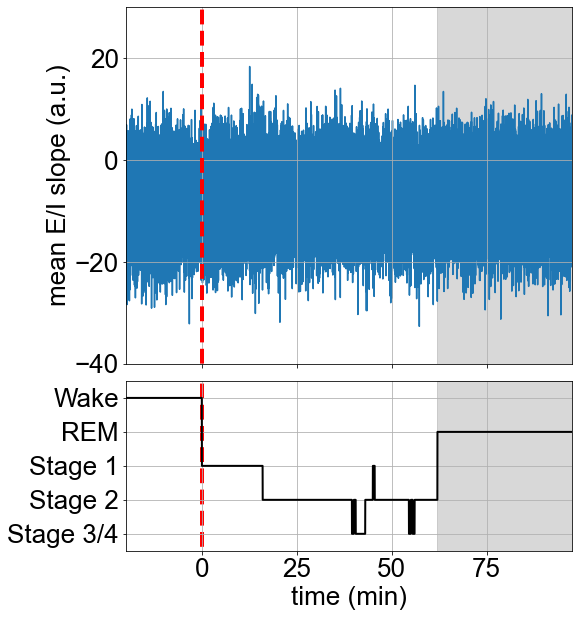 mean E/I slope (a.u.)
20
0
−20
−40
Wake
REM
Stage 1
Stage 2
Stage 3/4
0 25 50 75
time (min)